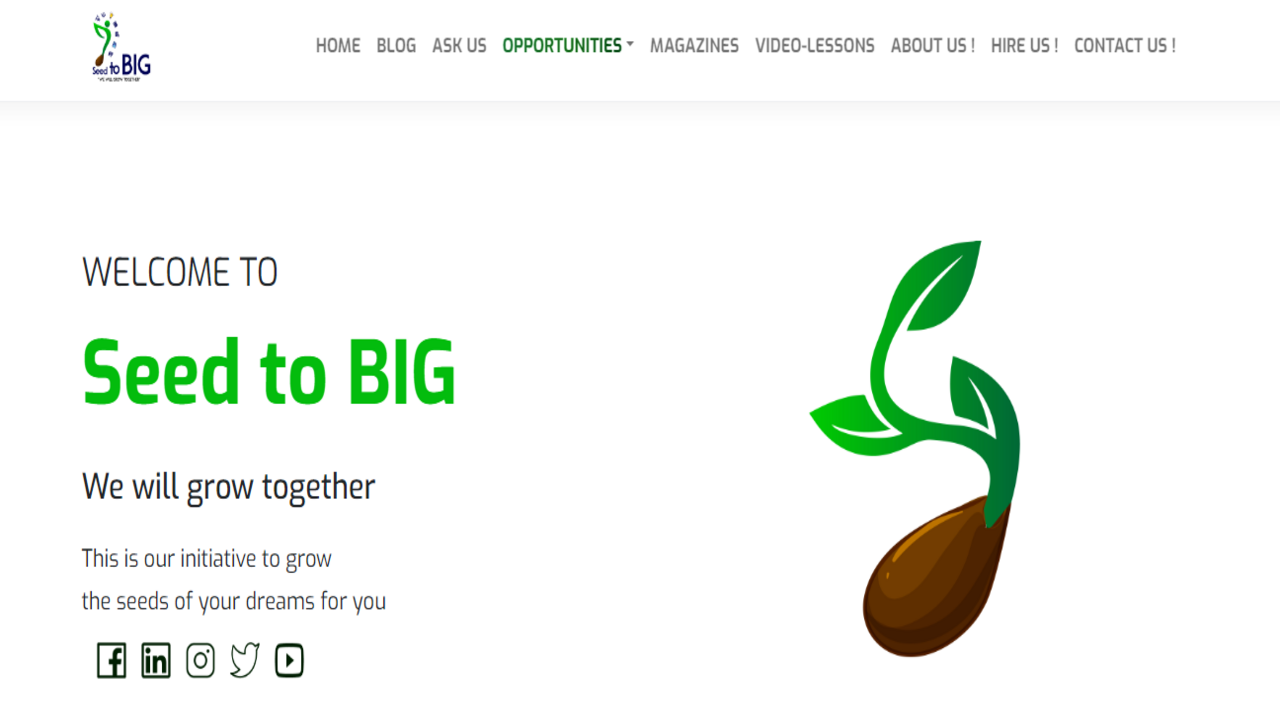 Seed to BIG
HOME BLOG ASK US OPPORTUNITIES MAGAZINES VIDEO-LESSONS ABOUT US ! HIRE US ! CONTACT US !
WELCOME TO
Seed to BIG
We will grow together
This is our initiative to grow
the seeds of your dreams for you